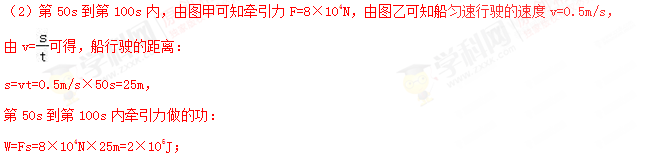 (2)第50s到第100s内,由图甲可知牵引力F=8×10⁴N,由图乙可知船匀速行驶的速度v=0.5m/s,
由v=s/t可得,船行驶的距离:
s=vt=0.5m/s×50s=25m,
第50s到第100s内牵引力做的功:
W=Fs=8×10⁴N×25m=2×10⁶J;